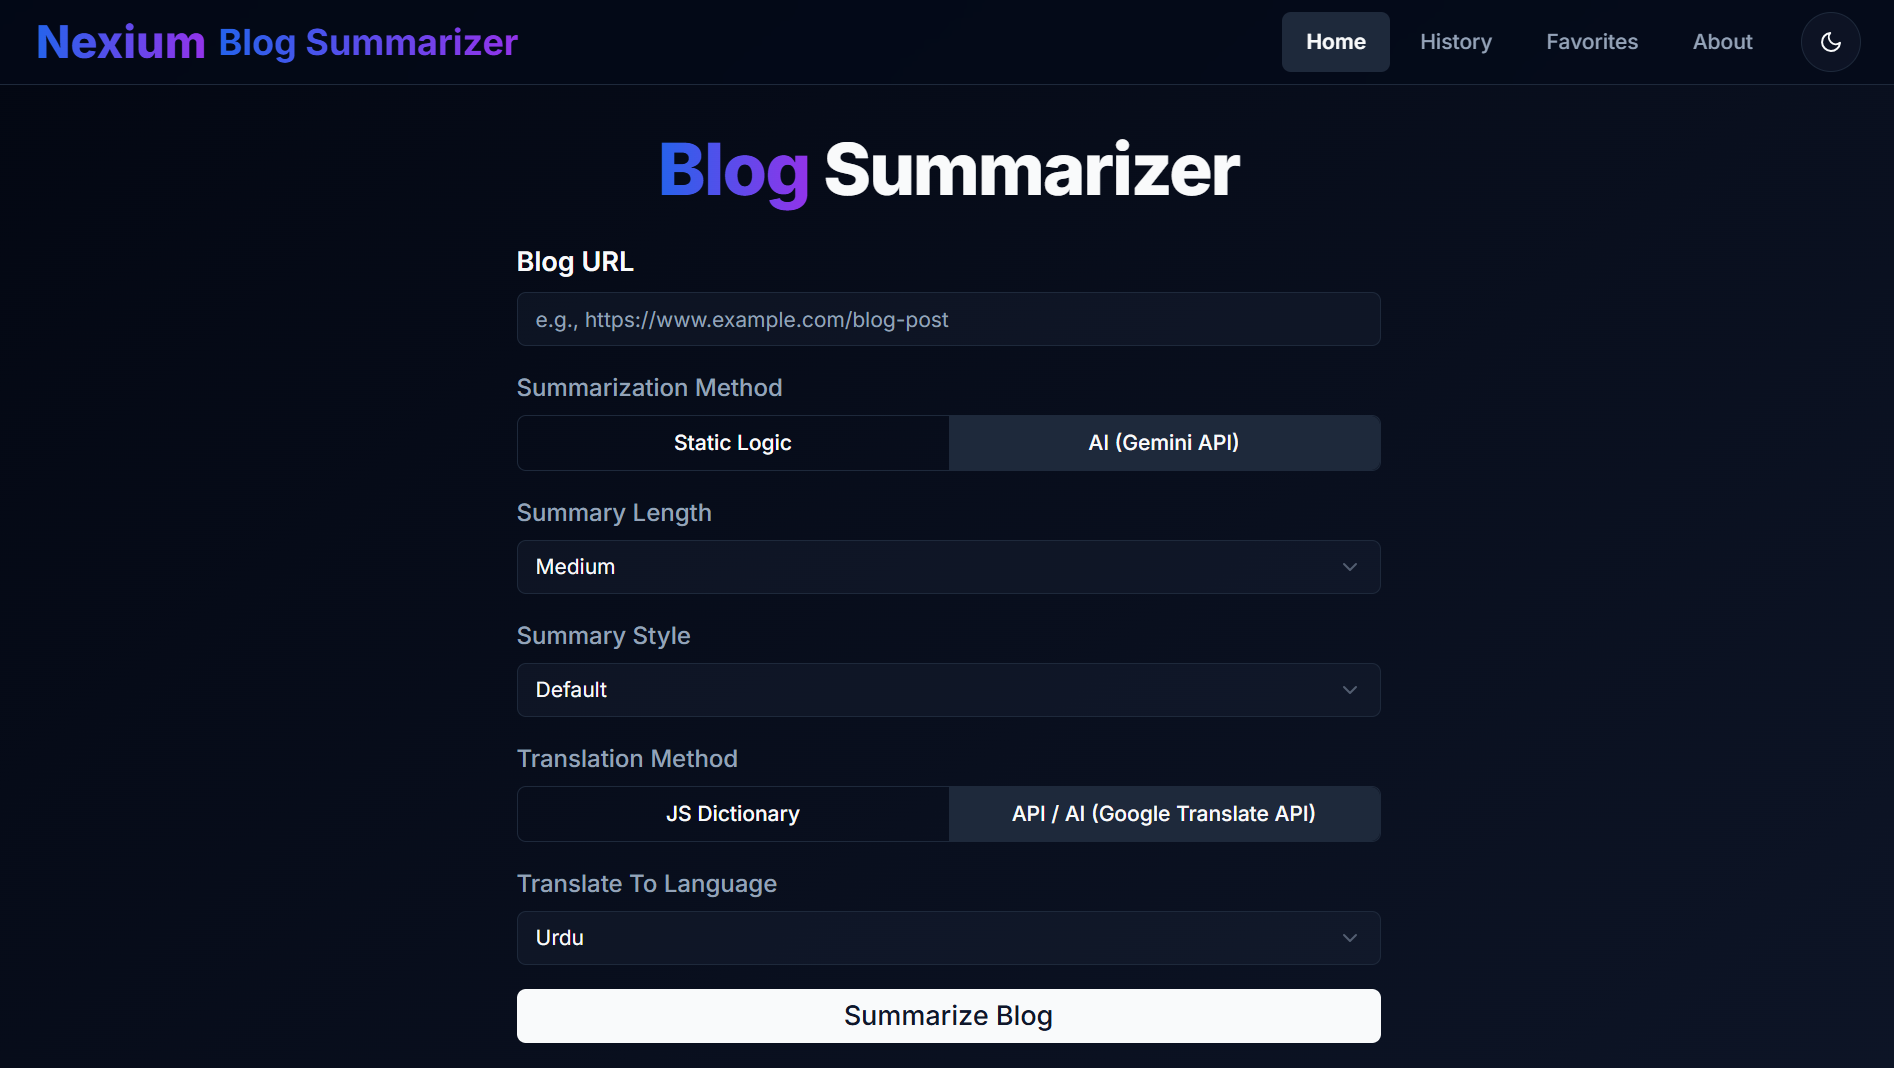 Nexium Blog Summarizer
Home History Favorites About
Blog Summarizer
Blog URL
e.g., https://www.example.com/blog-post
Summarization Method
Static Logic AI (Gemini API)
Summary Length
Medium
Summary Style
Default
Translation Method
JS Dictionary API / AI (Google Translate API)
Translate To Language
Urdu
Summarize Blog